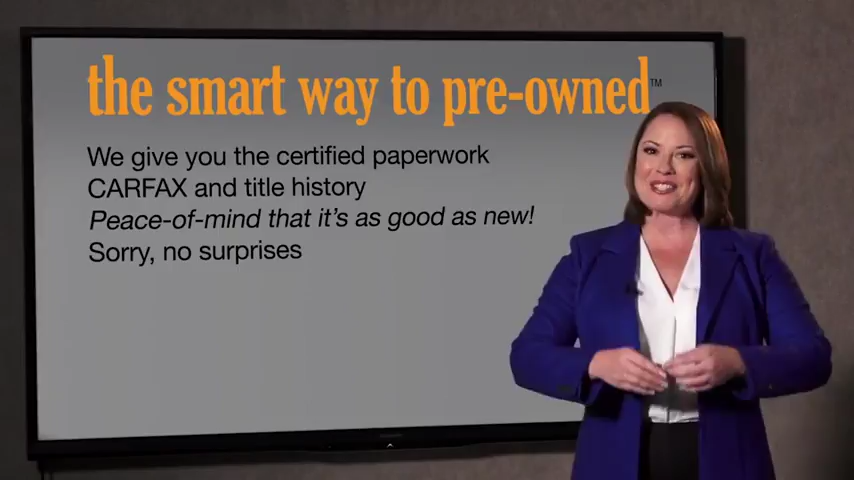 the smart way to pre-owned™
We give you the certified paperwork
CARFAX and title history
Peace-of-mind that it's as good as new!
Sorry, no surprises